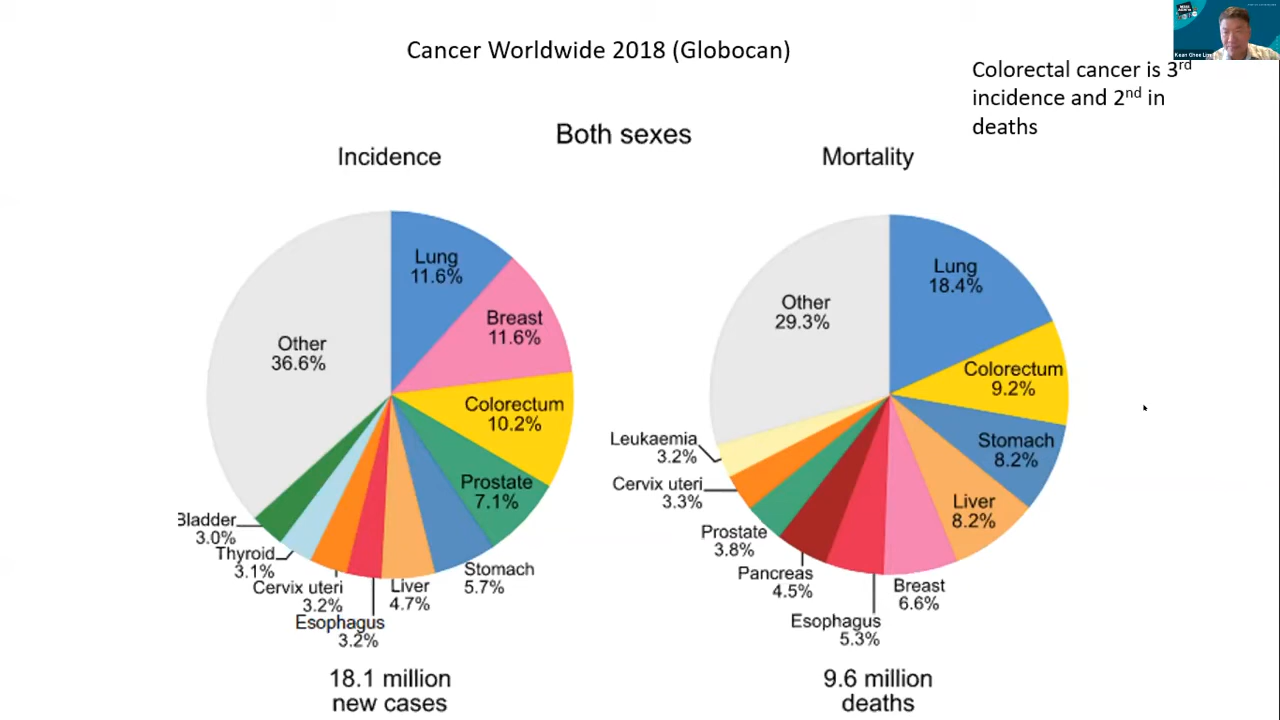 Cancer Worldwide 2018 (Globocan)
Colorectal cancer is 3rd
incidence and 2nd in
deaths
Both sexes
Incidence
Lung
11.6%
Breast
11.6%
Colorectum
10.2%
Prostate
7.1%
Stomach
5.7%
Liver
4.7%
Esophagus
3.2%
Cervix uteri
3.2%
Thyroid
3.1%
Bladder
3.0%
Other
36.6%
18.1 million
new cases
Mortality
Lung
18.4%
Colorectum
9.2%
Stomach
8.2%
Liver
8.2%
Breast
6.6%
Esophagus
5.3%
Pancreas
4.5%
Prostate
3.8%
Cervix uteri
3.3%
Leukaemia
3.2%
Other
29.3%
9.6 million
deaths